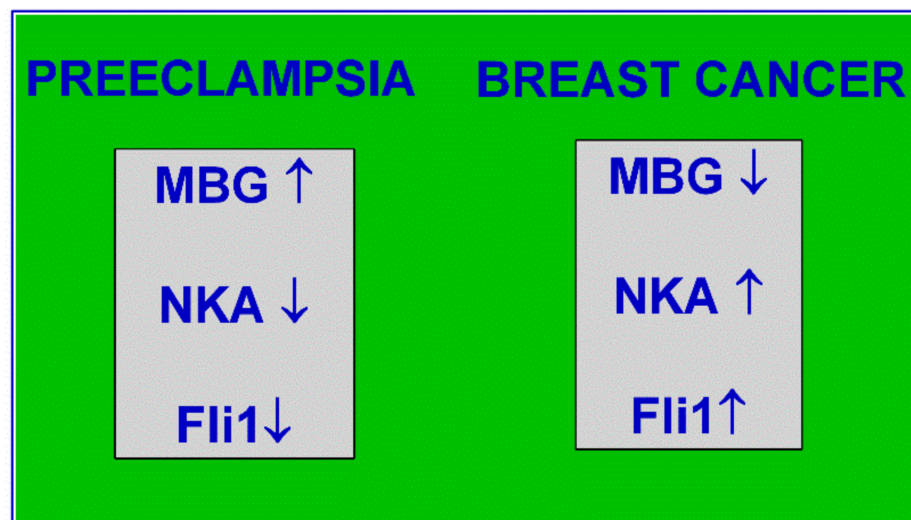 PREECLAMPSIA
MBG ↑
NKA ↓
Fli1↓
BREAST CANCER
MBG ↓
NKA ↑
Fli1↑